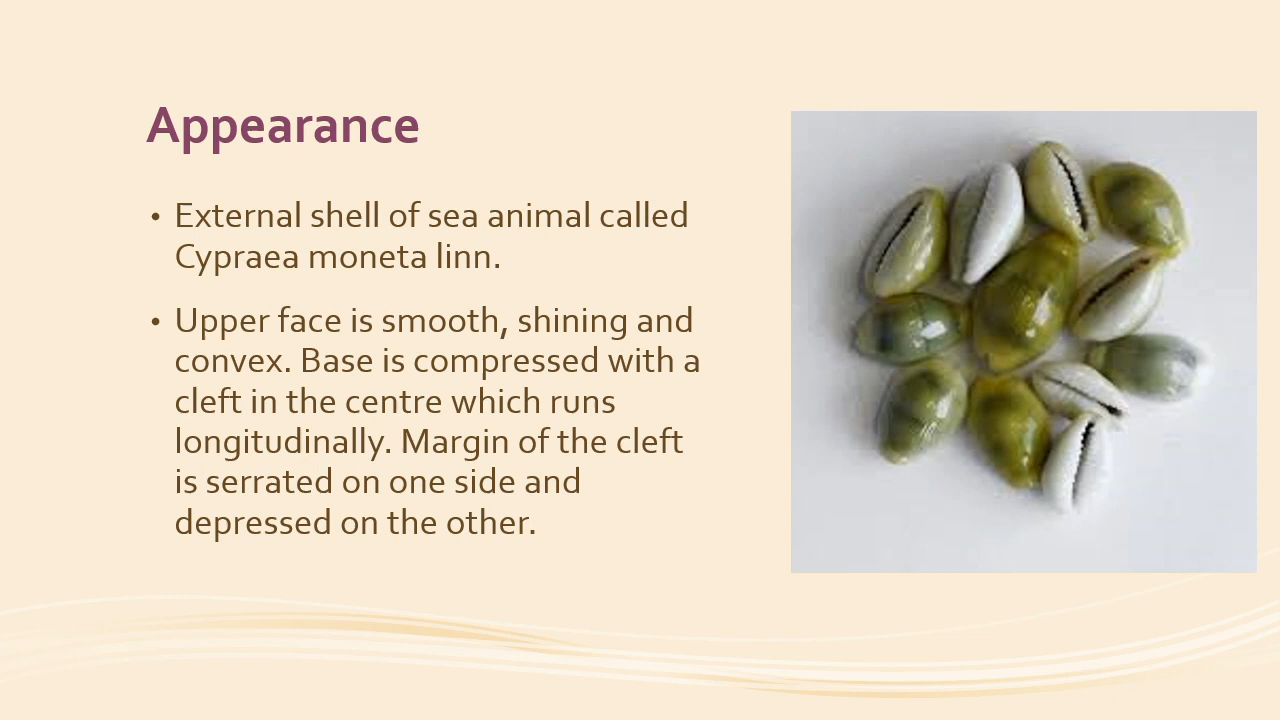 Appearance
• External shell of sea animal called
Cypraea moneta linn.
• Upper face is smooth, shining and
convex. Base is compressed with a
cleft in the centre which runs
longitudinally. Margin of the cleft
is serrated on one side and
depressed on the other.